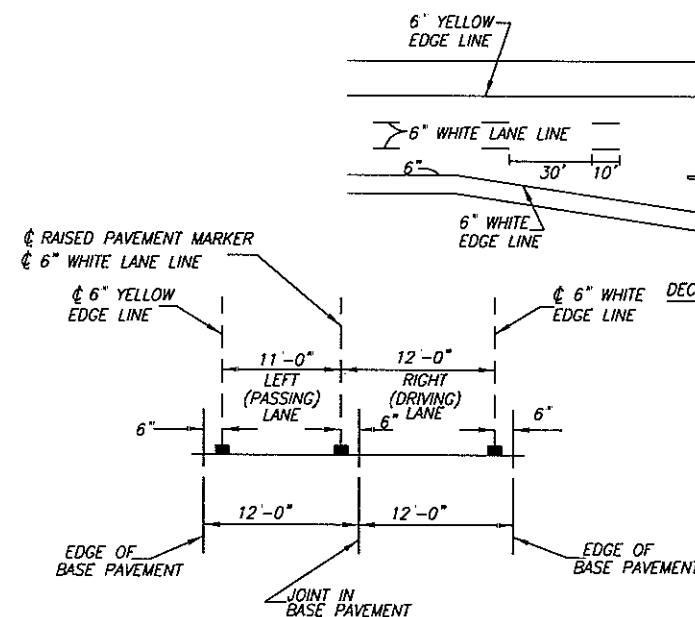 6" YELLOW
EDGE LINE
6" WHITE LANE LINE
6"
30'
10'
6" WHITE
EDGE LINE
℄ RAISED PAVEMENT MARKER
℄ 6" WHITE LANE LINE
℄ 6" YELLOW
EDGE LINE
℄ 6" WHITE
EDGE LINE
DEC
11'-0"
12'-0"
LEFT
(PASSING)
LANE
RIGHT
(DRIVING)
LANE
6"
6"
6"
12'-0"
12'-0"
EDGE OF
BASE PAVEMENT
JOINT IN
BASE PAVEMENT
EDGE OF
BASE PAVEMENT